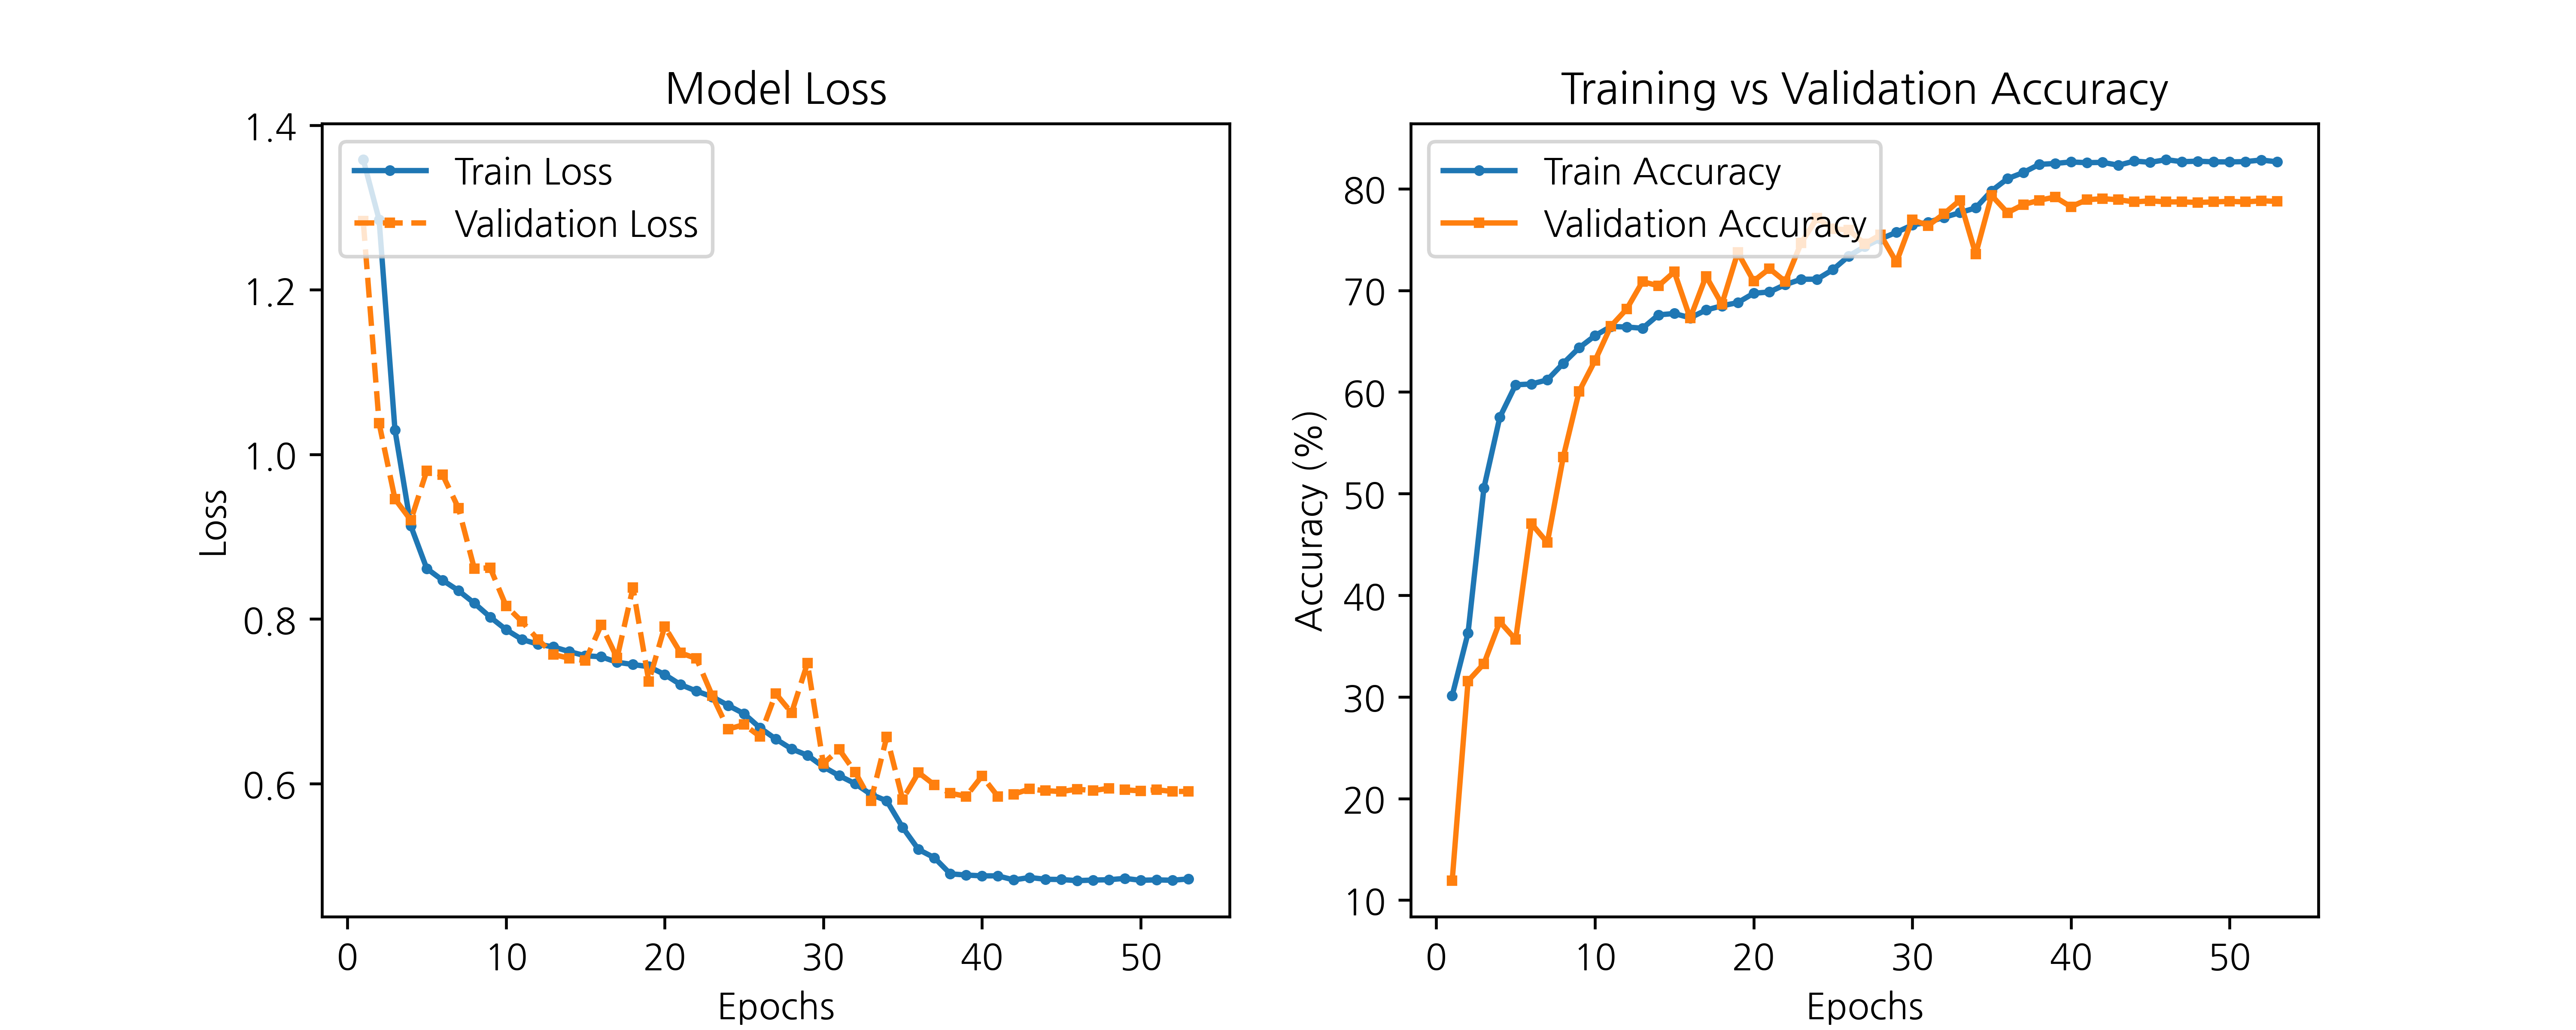 Model Loss
1.4
1.2
1.0
0.8
0.6
Loss
Train Loss
Validation Loss
0 10 20 30 40 50
Epochs
Training vs Validation Accuracy
80
70
60
50
40
30
20
10
Accuracy (%)
Train Accuracy
Validation Accuracy
0 10 20 30 40 50
Epochs